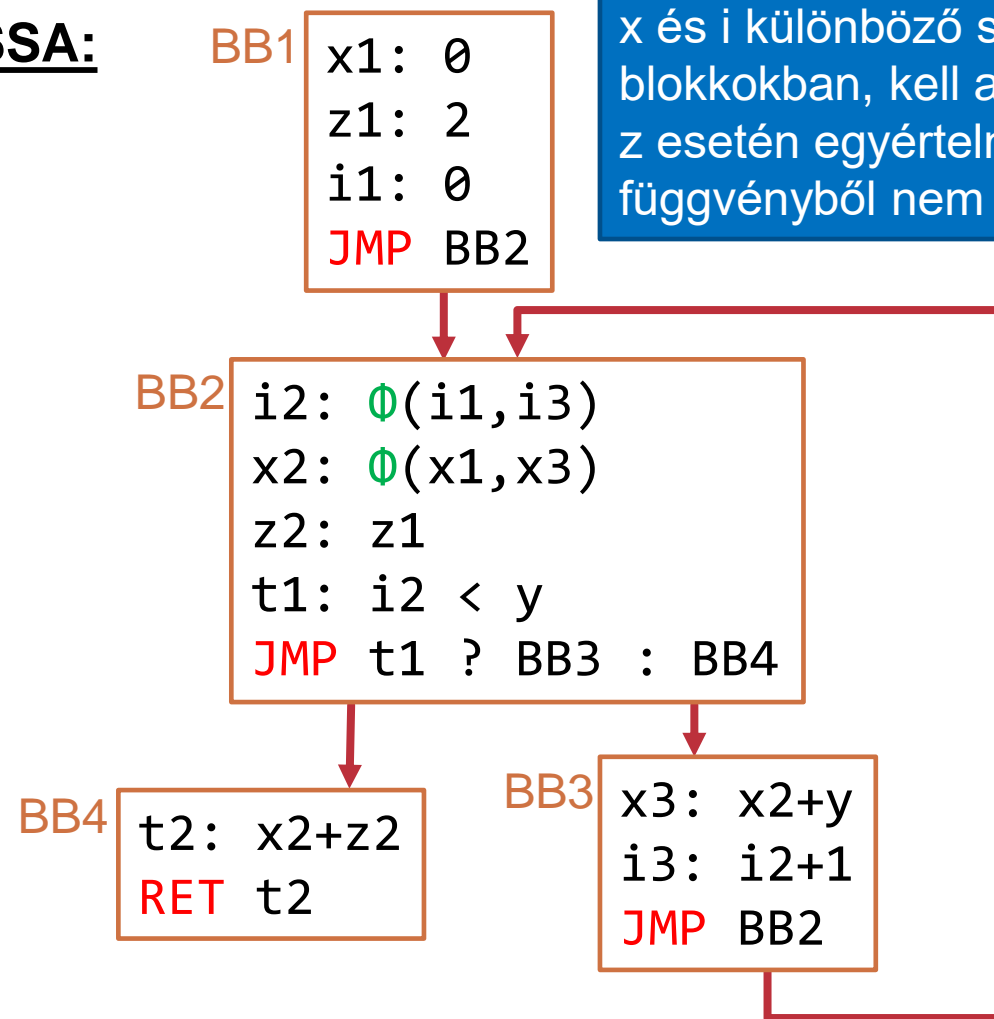 SSA:
BB1
x1: 0
z1: 2
i1: 0
JMP BB2
x és i különböző
blokkokban, kell
z esetén
függvényből nem
BB2
i2: Φ(i1,i3)
x2: Φ(x1,x3)
z2: z1
t1: i2 < y
JMP t1 ? BB3 : BB4
BB4
t2: x2+z2
RET t2
BB3
x3: x2+y
i3: i2+1
JMP BB2